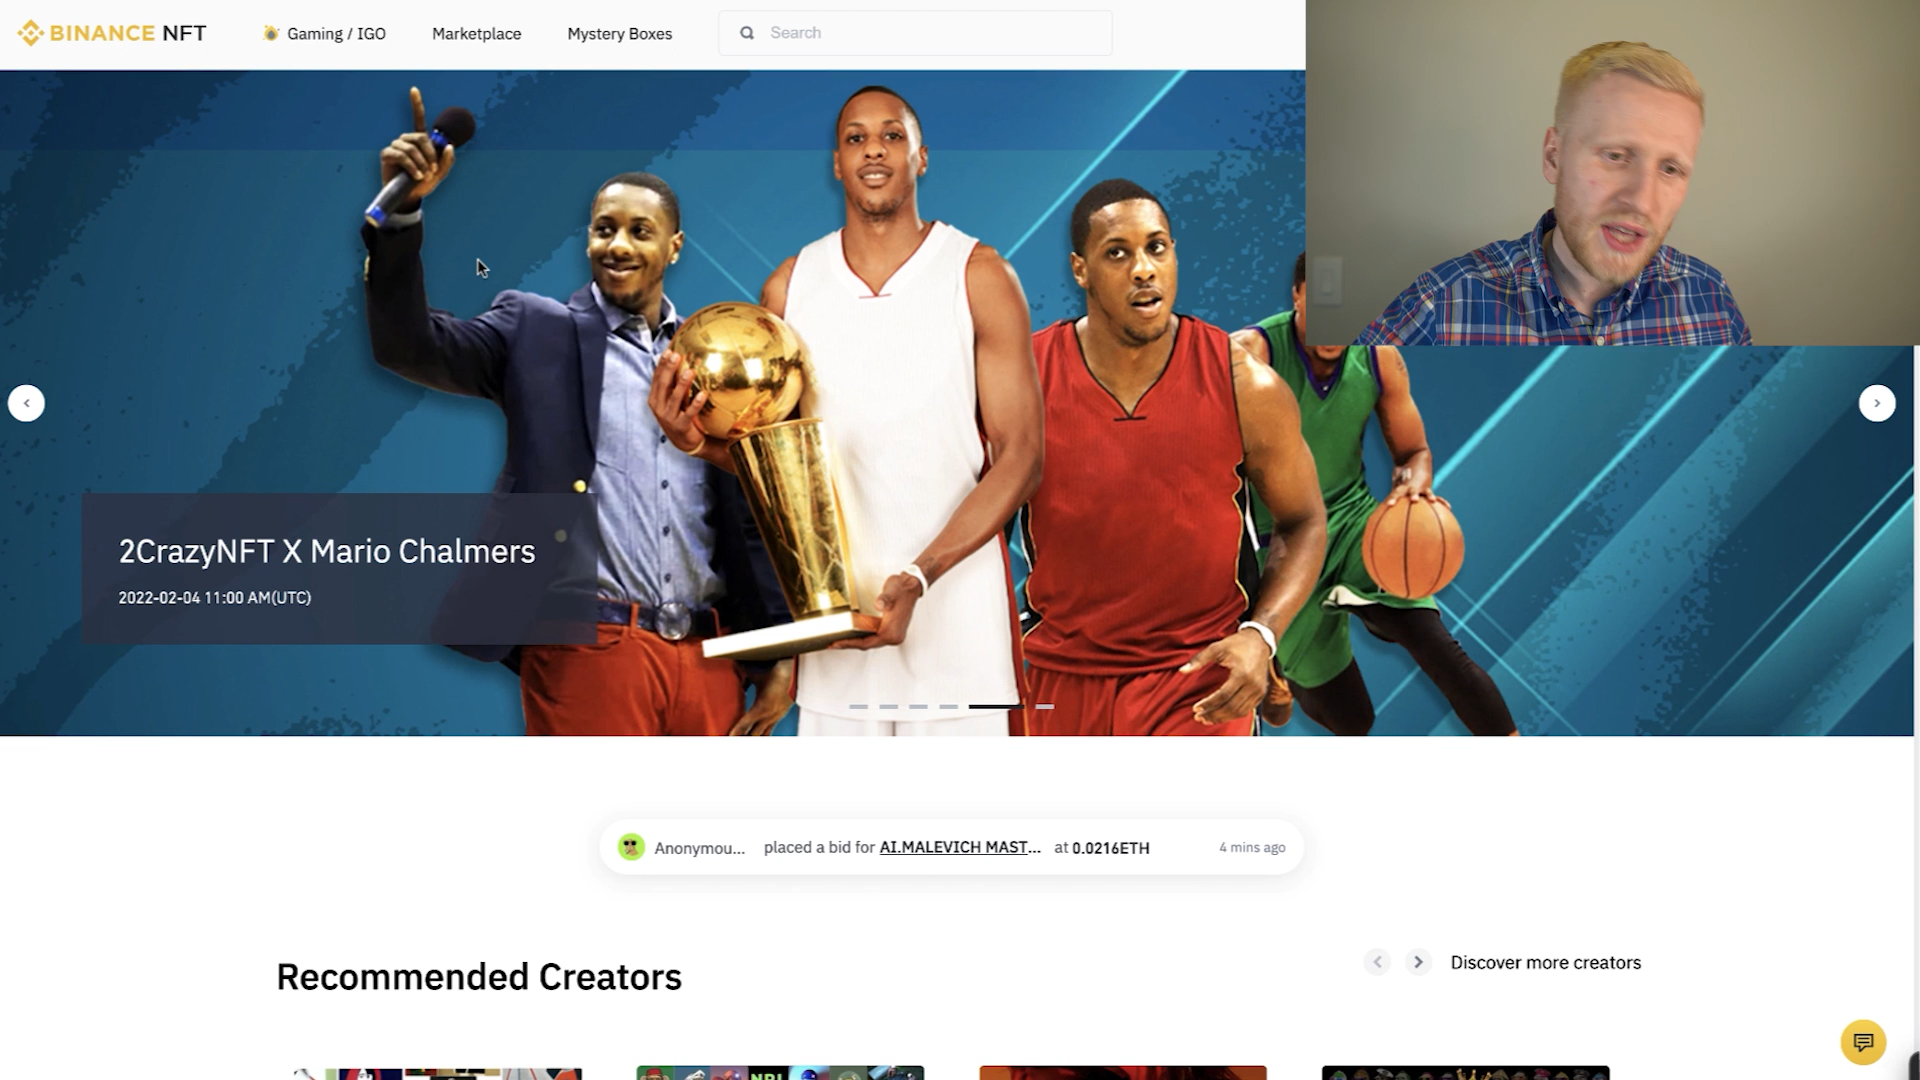 BINANCE NFT
Gaming / IGO
Marketplace
Mystery Boxes
Search
2CrazyNFT X Mario Chalmers
2022-02-04 11:00 AM(UTC)
Anonymou... placed a bid for AI.MALEVICH MAST... at 0.0216ETH 4 mins ago
Recommended Creators
Discover more creators